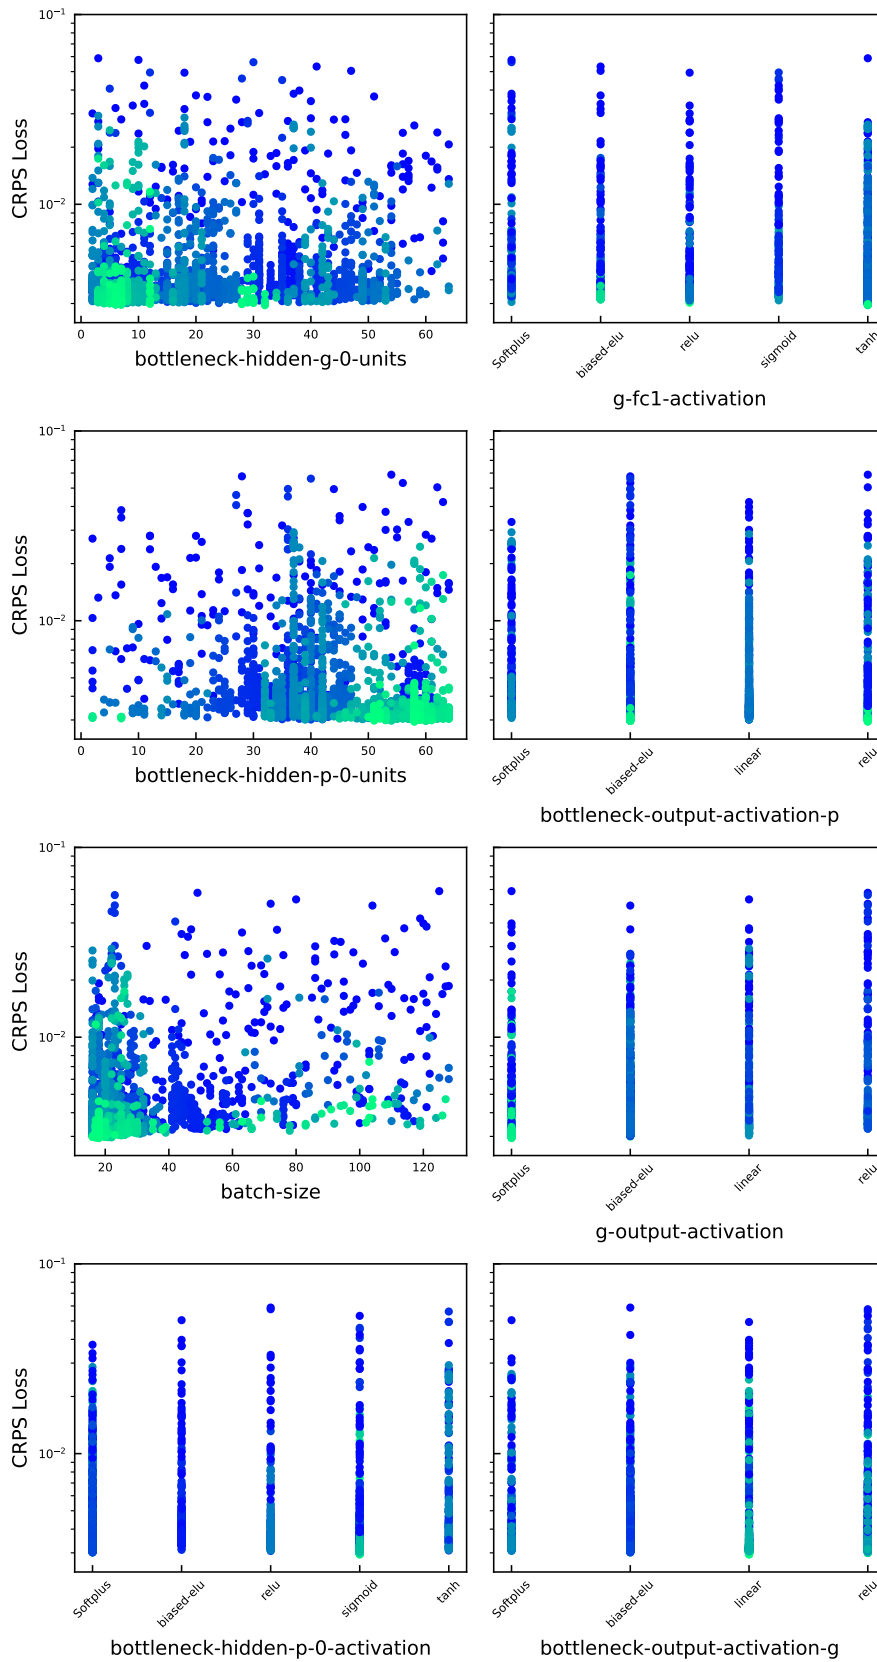 10⁻¹
10⁻²
CRPS Loss
0 10 20 30 40 50 60
bottleneck-hidden-g-0-units
Softplus biased-elu relu sigmoid tanh
g-fc1-activation
10⁻¹
10⁻²
CRPS Loss
0 10 20 30 40 50 60
bottleneck-hidden-p-0-units
Softplus biased-elu linear relu
bottleneck-output-activation-p
10⁻¹
10⁻²
CRPS Loss
20 40 60 80 100 120
batch-size
Softplus biased-elu linear relu
g-output-activation
10⁻¹
10⁻²
CRPS Loss
Softplus biased-elu relu sigmoid tanh
bottleneck-hidden-p-0-activation
Softplus biased-elu linear relu
bottleneck-output-activation-g